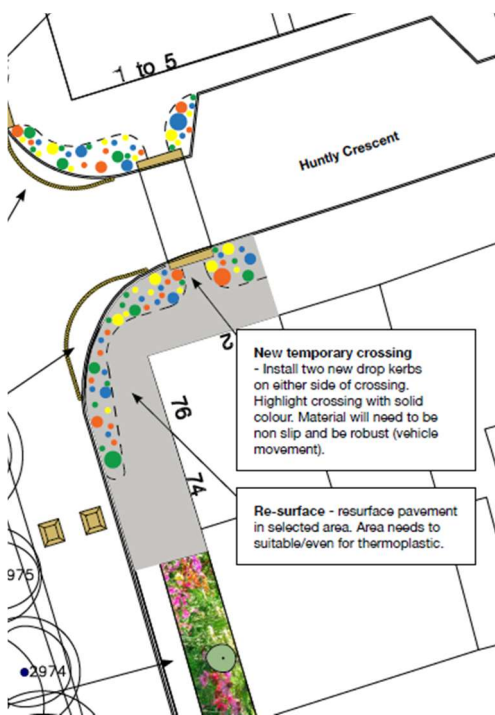 1 to 5
Huntly Crescent
2
New temporary crossing
- Install two new drop kerbs
on either side of crossing.
Highlight crossing with solid
colour. Material will need to be
non slip and be robust (vehicle
movement).
76
74
Re-surface - resurface pavement
in selected area. Area needs to
suitable/even for thermoplastic.
975
2974